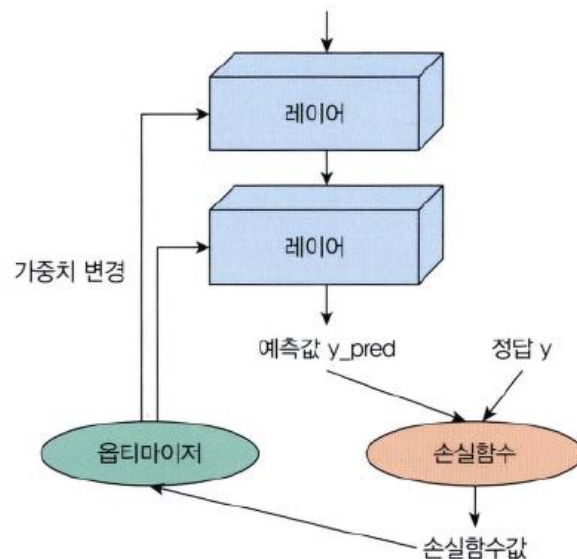 레이어
레이어
가중치 변경
예측값 y_pred
정답 y
옵티마이저
손실함수
손실함수값